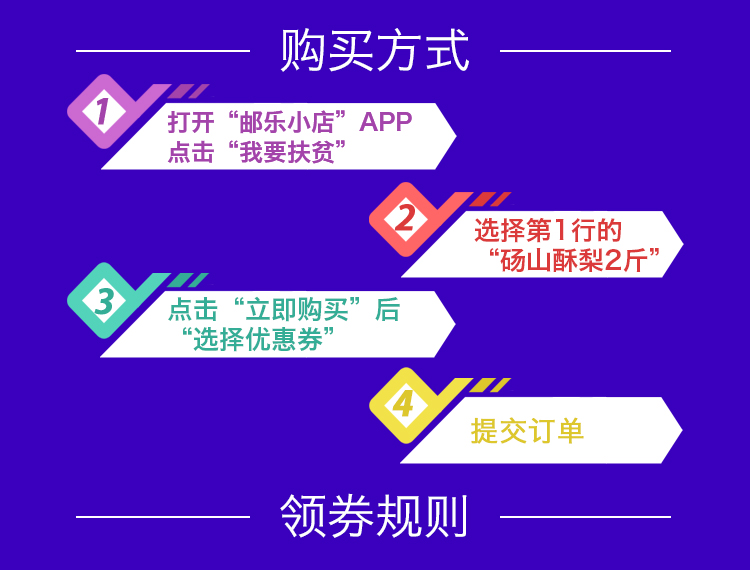 购买方式
1
打开“邮乐小店”APP
点击“我要扶贫”
2
选择第1行的
“砀山酥梨2斤”
3
点击“立即购买”后
“选择优惠券”
4
提交订单
领券规则